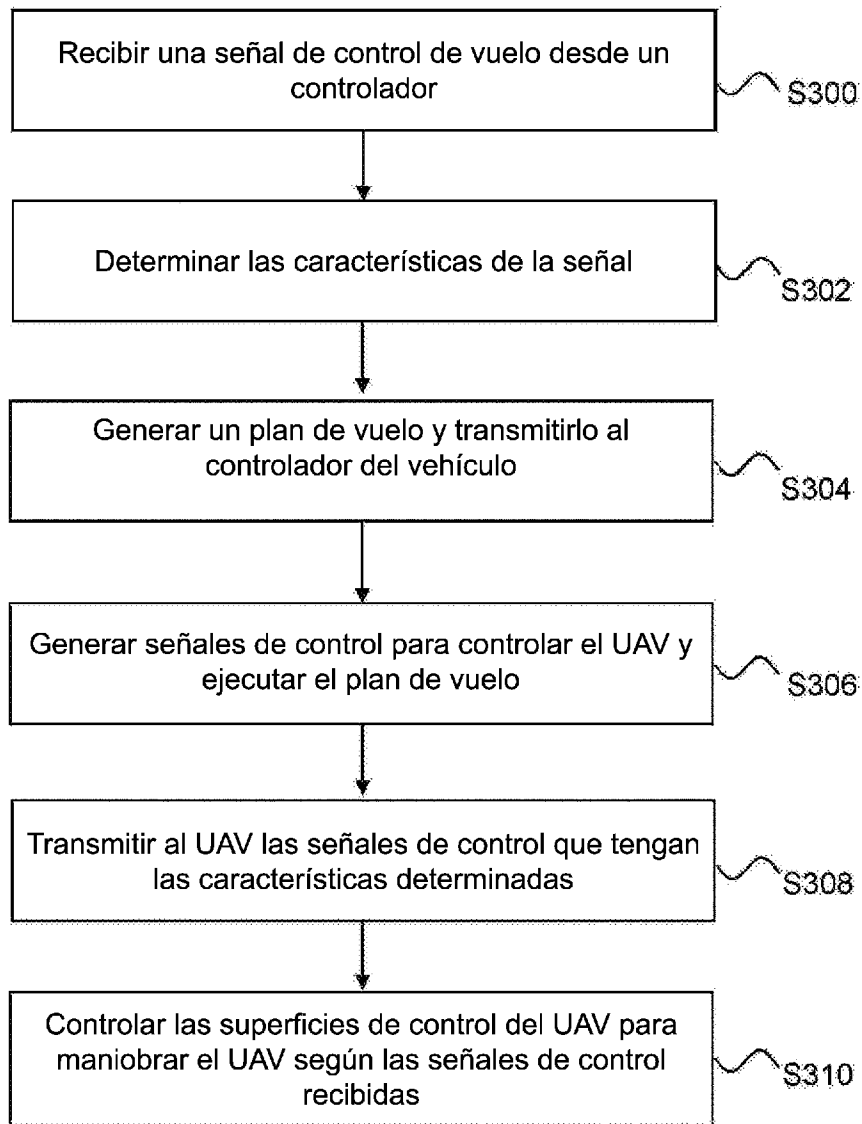 Recibir una señal de control de vuelo desde un
controlador
S300
Determinar las características de la señal
S302
Generar un plan de vuelo y transmitirlo al
controlador del vehículo
S304
Generar señales de control para controlar el UAV y
ejecutar el plan de vuelo
S306
Transmitir al UAV las señales de control que tengan
las características determinadas
S308
Controlar las superficies de control del UAV para
maniobrar el UAV según las señales de control
recibidas
S310